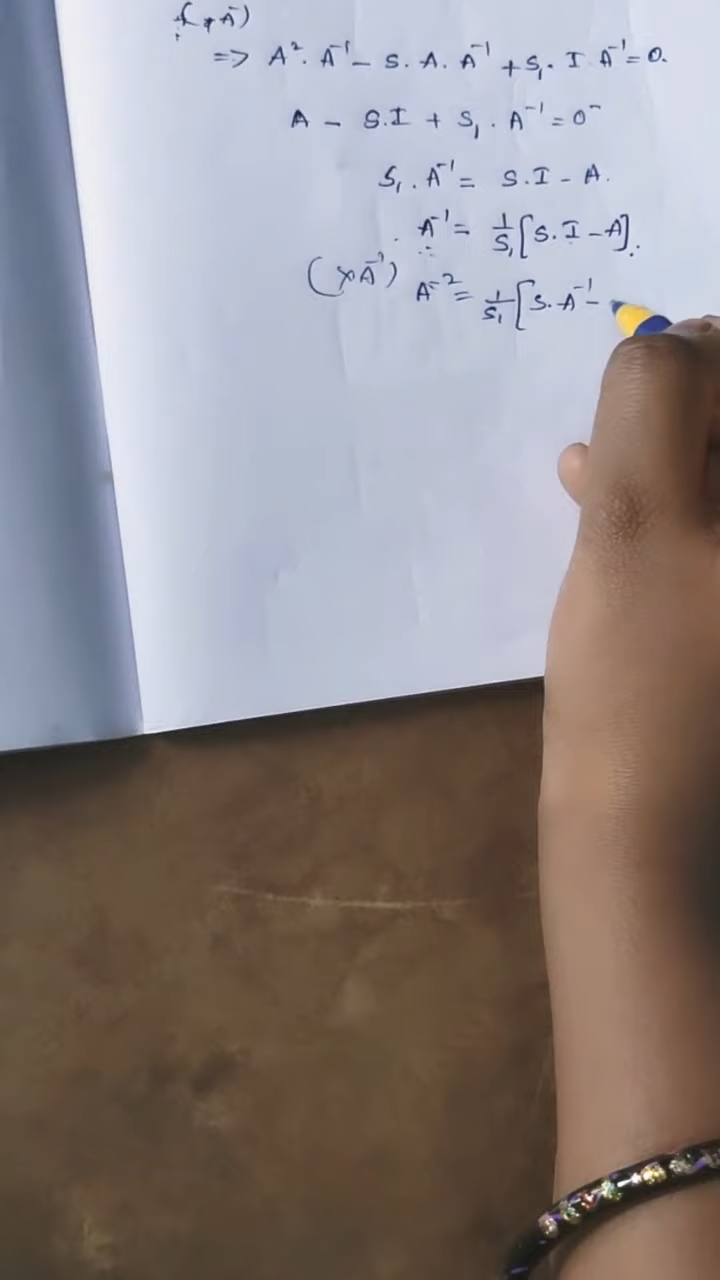 (×A⁻¹)
=> A². A⁻¹ – S. A. A⁻¹ + S₁. I A⁻¹ = 0.
A – S.I + S₁ . A⁻¹ = 0
S₁ . A⁻¹ = S.I – A.
∴ A⁻¹ = 1/S₁ [S.I – A].
(×A⁻¹) A⁻² = 1/S₁ [S. A⁻¹ –